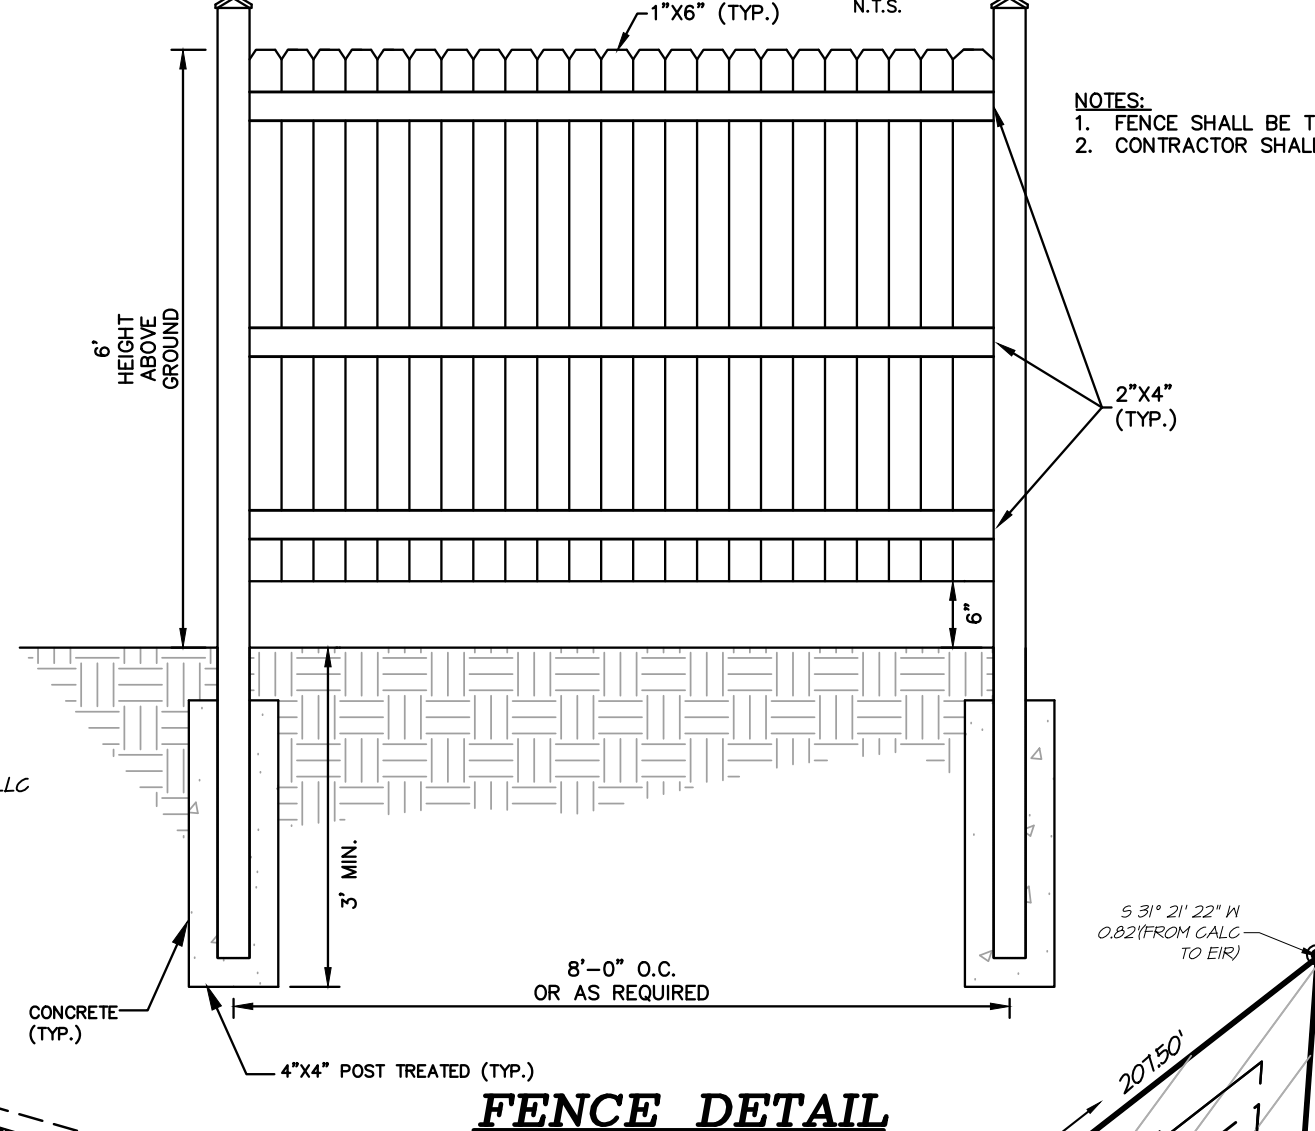 1"X6" (TYP.)
N.T.S.
NOTES:
1. FENCE SHALL BE T
2. CONTRACTOR SHALL
6'
HEIGHT
ABOVE
GROUND
2"X4"
(TYP.)
6"
LLC
3' MIN.
S 31° 21' 22" W
0.82'(FROM CALC
TO EIR)
8'-0" O.C.
OR AS REQUIRED
CONCRETE
(TYP.)
4"X4" POST TREATED (TYP.)
207.50'
1
FENCE DETAIL